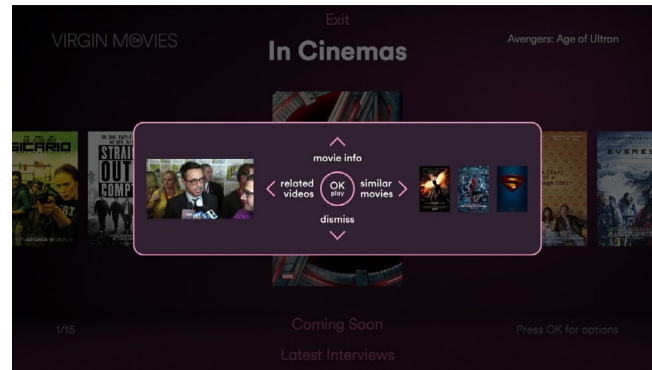 Exit
VIRGIN MOVIES
In Cinemas
Avengers: Age of Ultron
SICARIO
STRAIGHT
OUTTA
COMPTON
EVEREST
movie info
related
videos
OK
play
similar
movies
dismiss
1/15
Coming Soon
Press OK for options
Latest Interviews